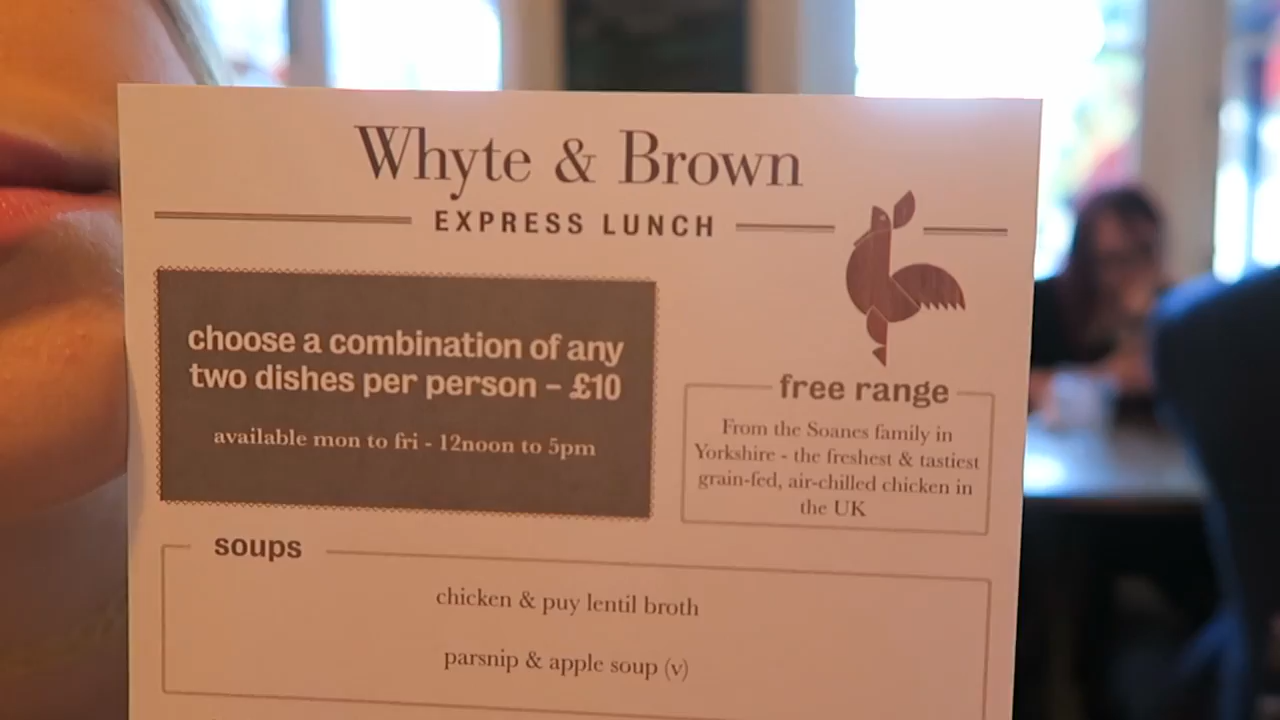 Whyte & Brown
EXPRESS LUNCH
choose a combination of any
two dishes per person – £10
available mon to fri - 12noon to 5pm
free range
From the Soanes family in
Yorkshire - the freshest & tastiest
grain-fed, air-chilled chicken in
the UK
soups
chicken & puy lentil broth
parsnip & apple soup (v)